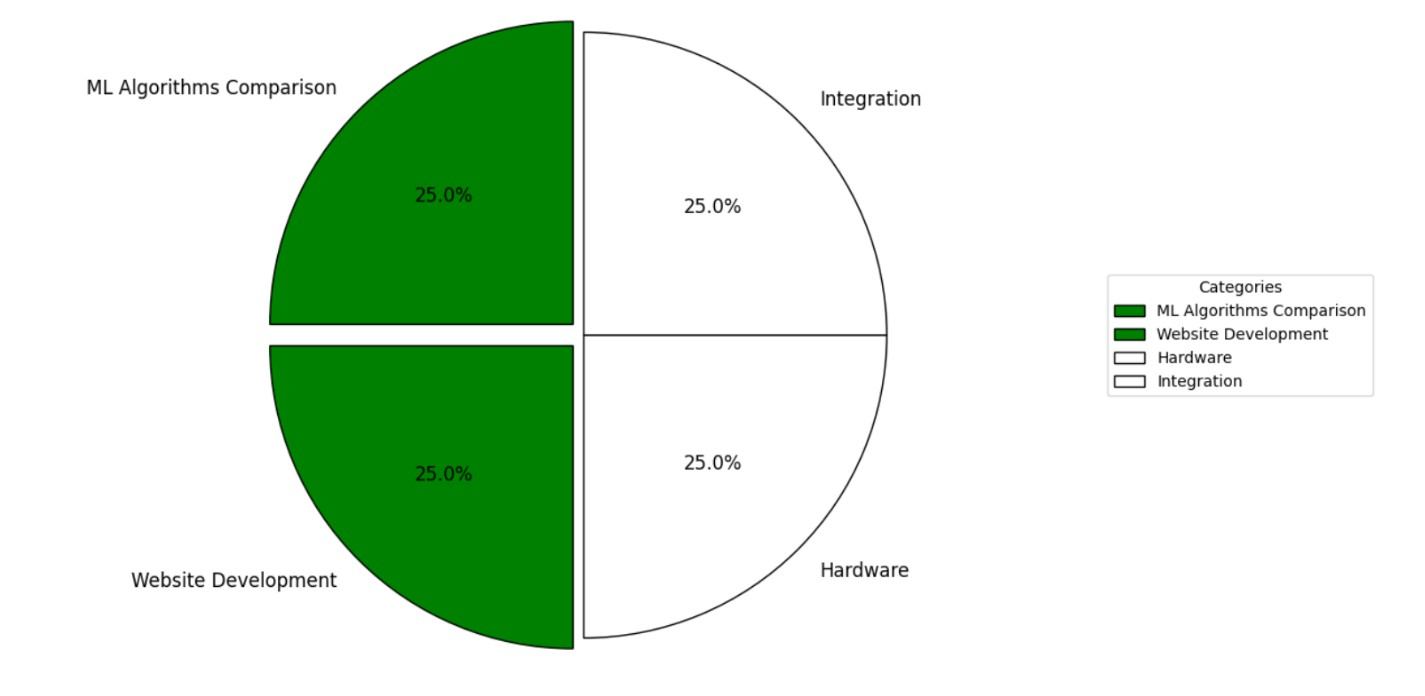 ML Algorithms Comparison
Integration
25.0%
25.0%
Categories
ML Algorithms Comparison
Website Development
Hardware
Integration
25.0%
25.0%
Website Development
Hardware